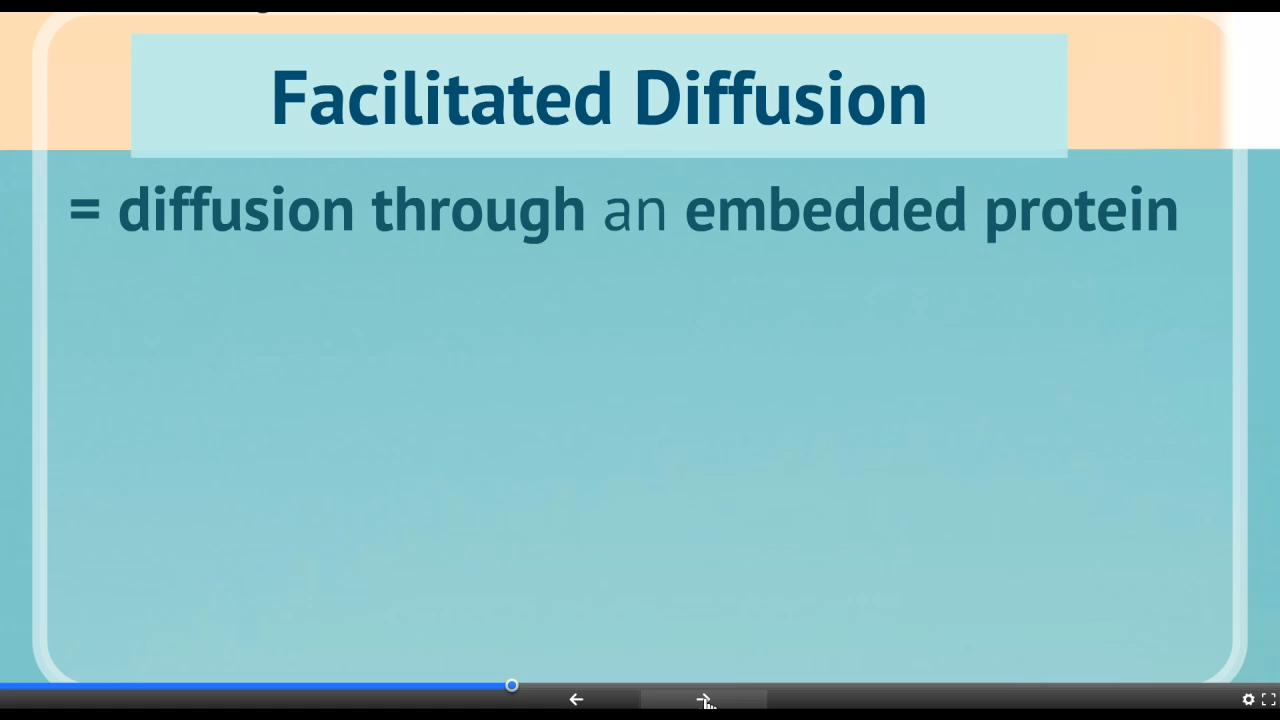 Facilitated Diffusion
= diffusion through an embedded protein